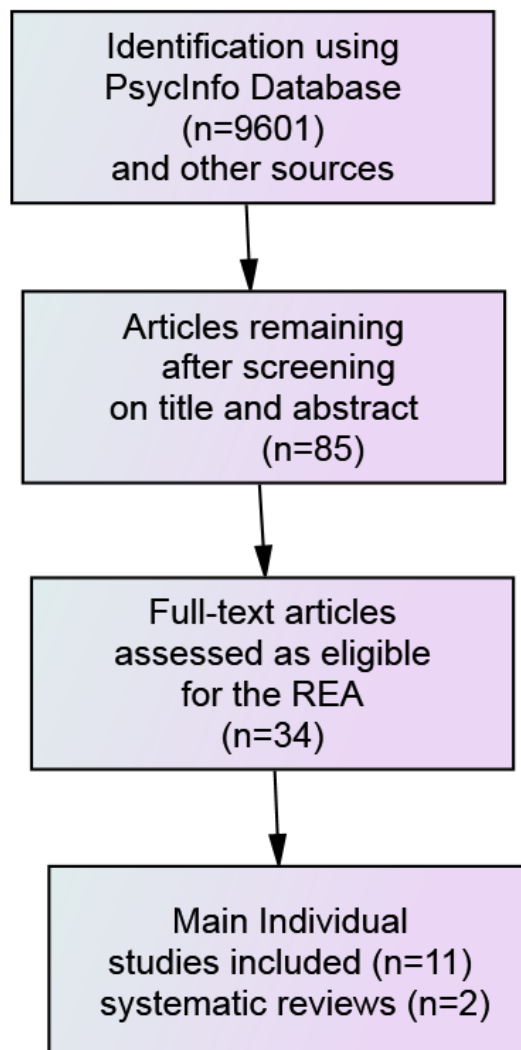 Identification using
PsycInfo Database
(n=9601)
and other sources
Articles remaining
after screening
on title and abstract
(n=85)
Full-text articles
assessed as eligible
for the REA
(n=34)
Main Individual
studies included (n=11)
systematic reviews (n=2)